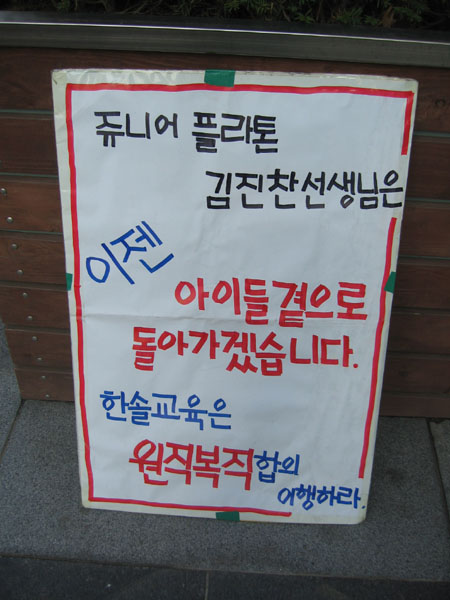 쥬니어 플라톤
김진찬선생님은
이젠
아이들곁으로
돌아가겠습니다.
한솔교육은
원직복직합의
이행하라.